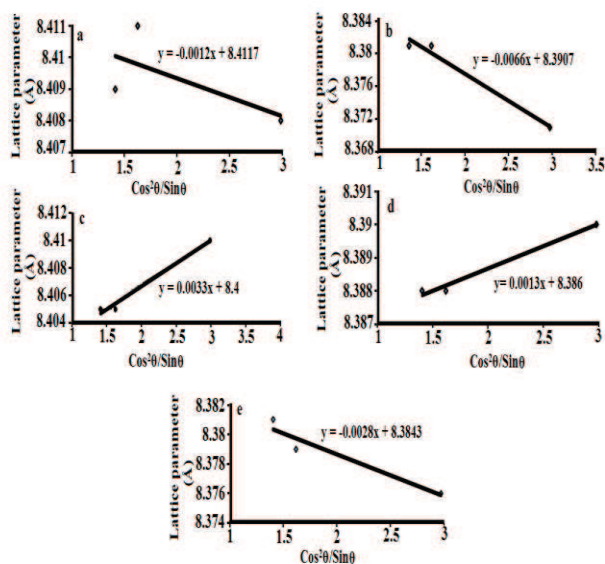 a
y = -0.0012x + 8.4117
Lattice parameter
(Å)
8.411
8.41
8.409
8.408
8.407
1 1.5 2 2.5 3
Cos²θ/Sinθ
b
y = -0.0066x + 8.3907
Lattice parameter
(Å)
8.384
8.38
8.376
8.372
8.368
1 1.5 2 2.5 3 3.5
Cos²θ/Sinθ
c
y = 0.0033x + 8.4
Lattice parameter
(Å)
8.412
8.41
8.408
8.406
8.404
1 1.5 2 2.5 3 3.5 4
Cos²θ/Sinθ
d
y= 0.0013x + 8.386
Lattice parameter
(Å)
8.391
8.39
8.389
8.388
8.387
1 1.5 2 2.5 3
Cos²θ/Sinθ
e
y = -0.0028x + 8.3843
Lattice parameter
(Å)
8.382
8.38
8.378
8.376
8.374
1 1.5 2 2.5 3
Cos²θ/Sinθ